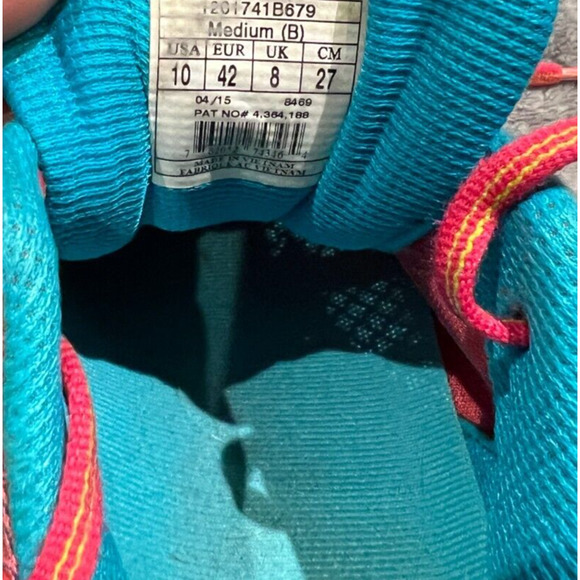 1201741B679
Medium (B)
USA EUR UK CM
10 42 8 27
04/15 8469
PAT NO# 4,364,188
MADE IN VIETNAM
FABRIQUE AU VIETNAM